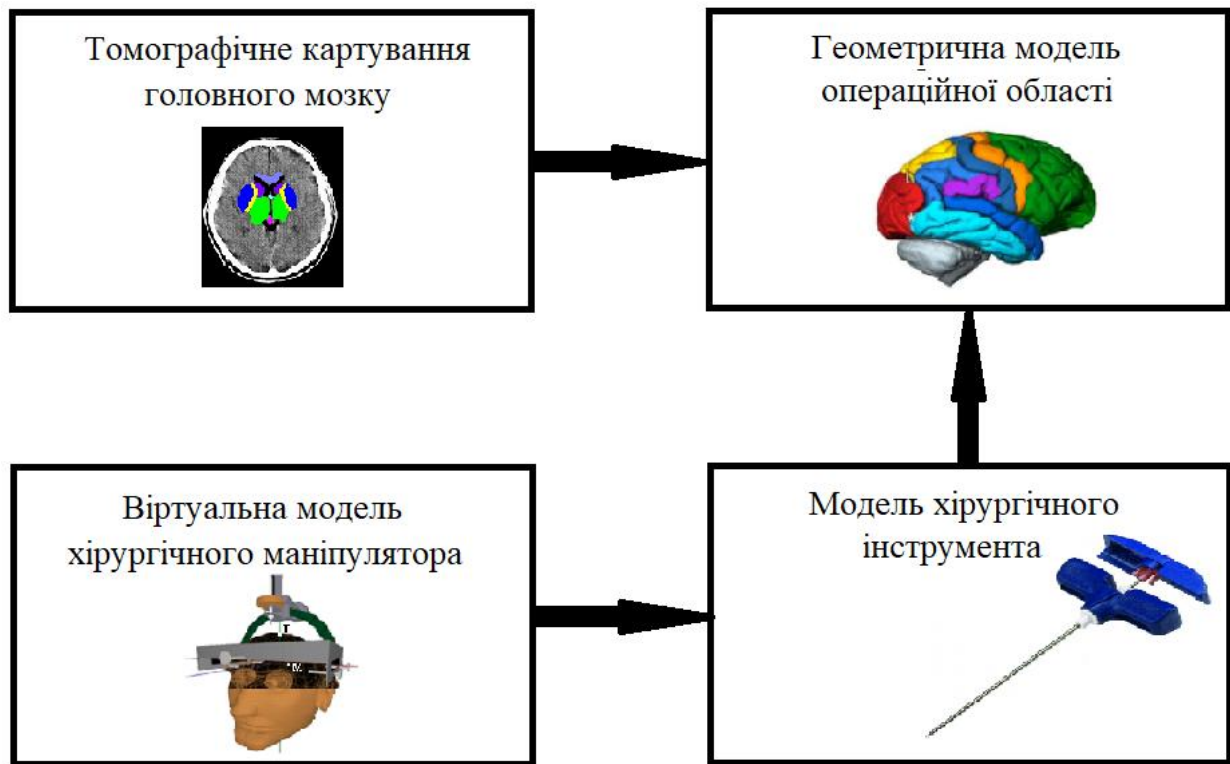 Томографічне картування
головного мозку
Геометрична модель
операційної області
Віртуальна модель
хірургічного маніпулятора
T
Модель хірургічного
інструмента